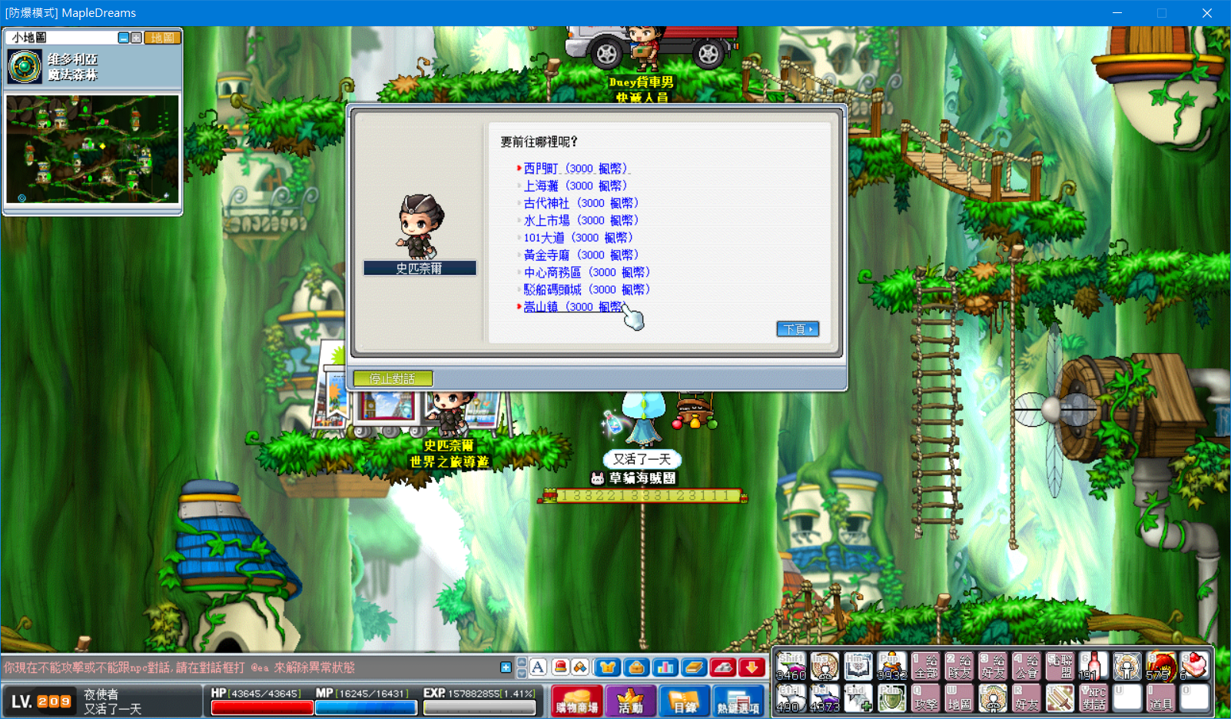 [防爆模式] MapleDreams
小地圖
地圖
維多利亞
魔法森林
Duey貨車男
快遞人員
要前往哪裡呢?
西門町 (3000 楓幣)
上海灘 (3000 楓幣)
古代神社 (3000 楓幣)
水上市場 (3000 楓幣)
101大道 (3000 楓幣)
黃金寺廟 (3000 楓幣)
中心商務區 (3000 楓幣)
駁船碼頭城 (3000 楓幣)
嵩山鎮 (3000 楓幣)
史匹奈爾
下頁
停止對話
史匹奈爾
世界之旅導遊
又活了一天
草貓海賊團
1332213331231 11
你現在不能攻擊或不能跟npc對話,請在對話框打 @ea 來解除異常狀態
LV. 209
夜使者
又活了一天
HP[43645/43645]
MP[16245/16431]
EXP.15788285[1.41%]
購物商場
活動
目錄
熱鍵選項